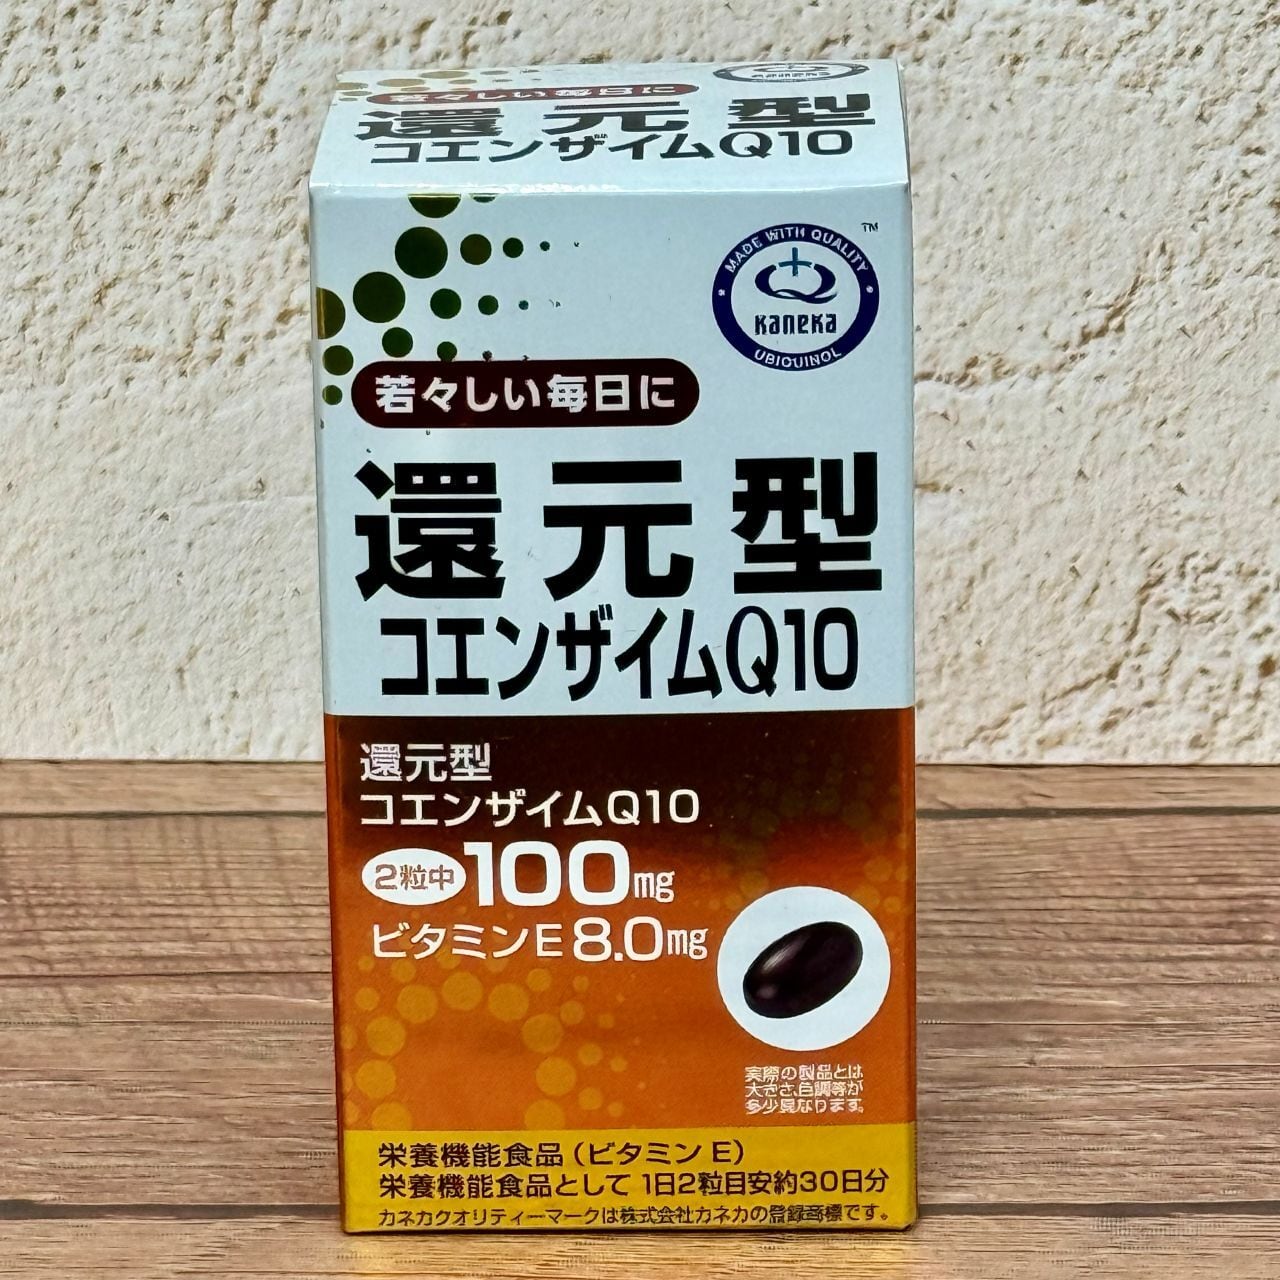 若々しい毎日に
還元型
コエンザイムQ10
MADE WITH QUALITY
TM
Kaneka
UBIQUINOL
若々しい毎日に
還元型
コエンザイムQ10
還元型
コエンザイムQ10
2粒中 100mg
ビタミンE 8.0mg
実際の製品とは
大きさ、色調等が
多少異なります。
栄養機能食品(ビタミンE)
栄養機能食品として 1日2粒目安約30日分
カネカクオリティーマークは株式会社カネカの登録商標です。